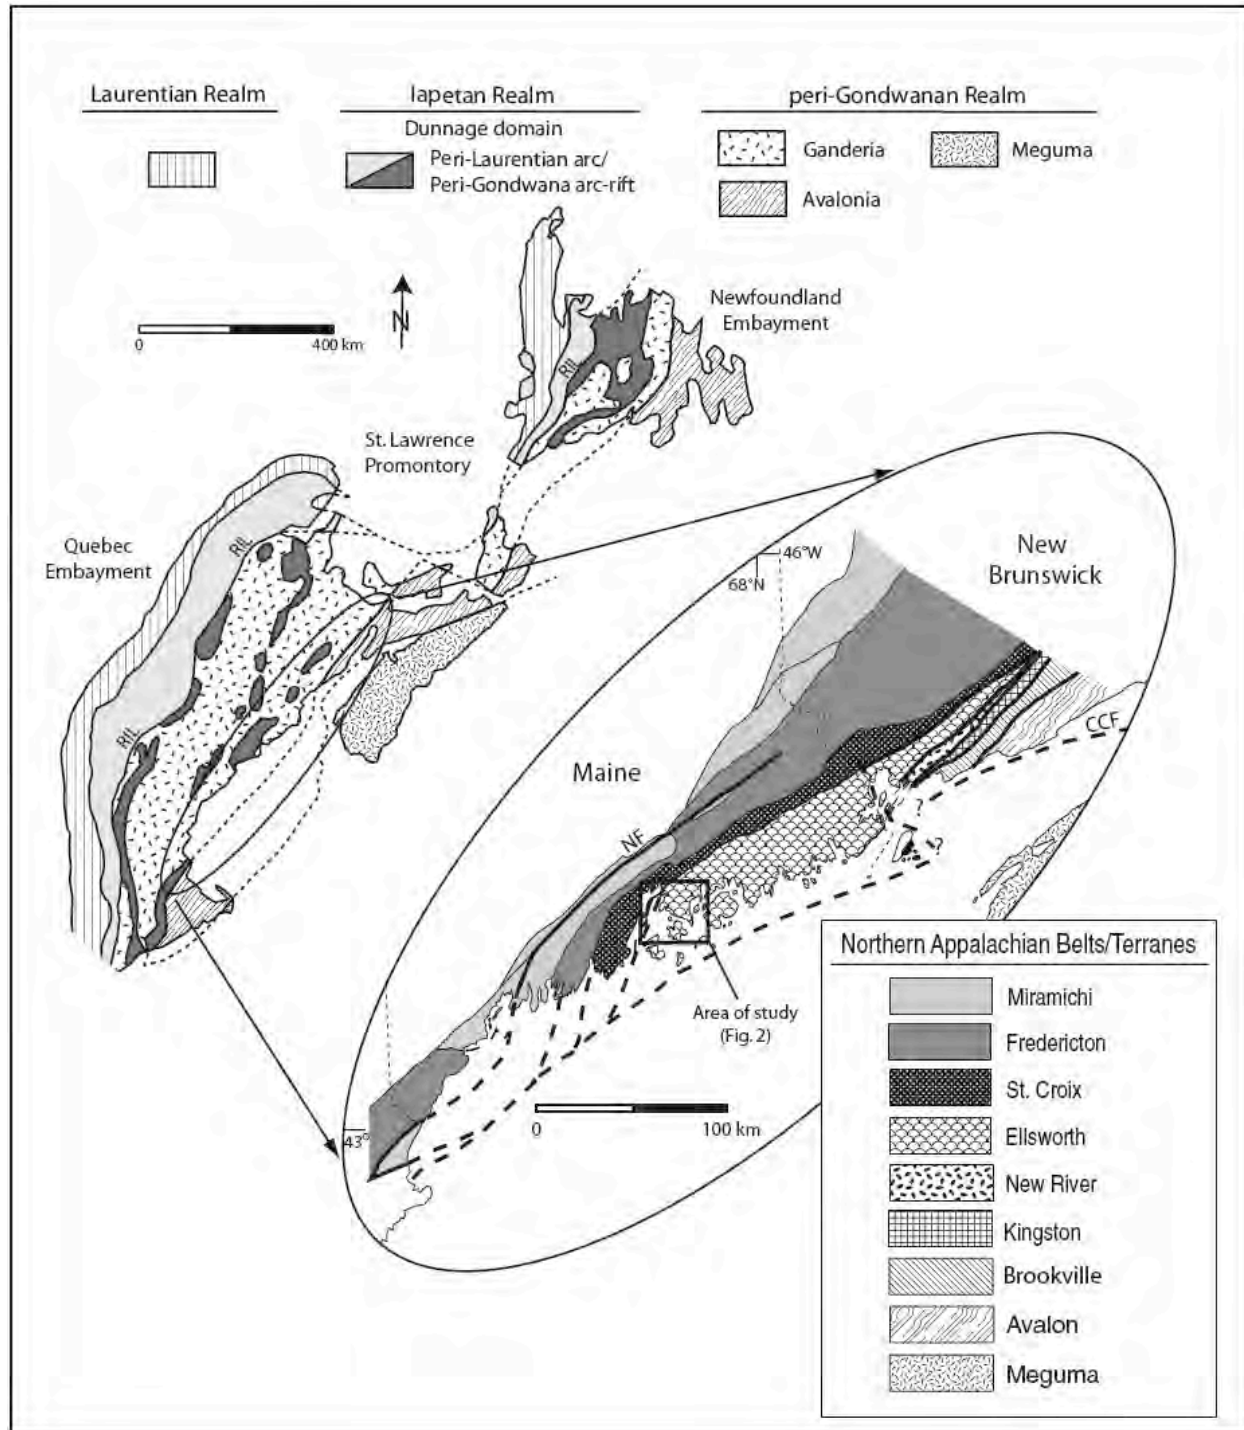 Laurentian Realm
Iapetan Realm
Dunnage domain
Peri-Laurentian arc/
Peri-Gondwana arc-rift
peri-Gondwanan Realm
Ganderia
Meguma
Avalonia
N
0
400 km
Newfoundland
Embayment
RIL
St. Lawrence
Promontory
Quebec
Embayment
RIL
RIL
46°W
68°N
New
Brunswick
CCF
Maine
NF
?
?
Area of study
(Fig. 2)
43°
0
100 km
Northern Appalachian Belts/Terranes
Miramichi
Fredericton
St. Croix
Ellsworth
New River
Kingston
Brookville
Avalon
Meguma